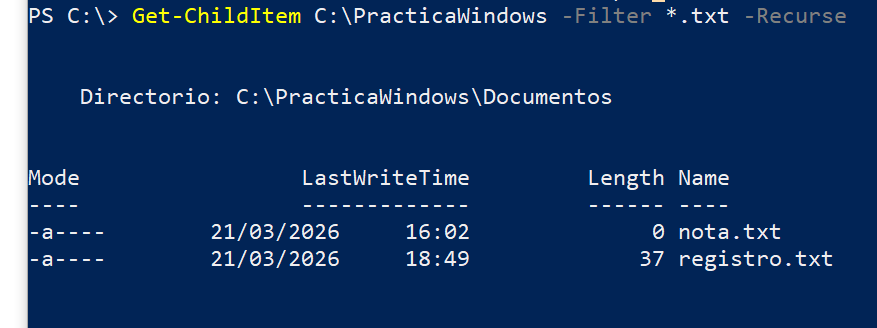 PS C:\> Get-ChildItem C:\PracticaWindows -Filter *.txt -Recurse
Directorio: C:\PracticaWindows\Documentos
Mode LastWriteTime Length Name
---- ------------- ------ ----
-a---- 21/03/2026 16:02 0 nota.txt
-a---- 21/03/2026 18:49 37 registro.txt